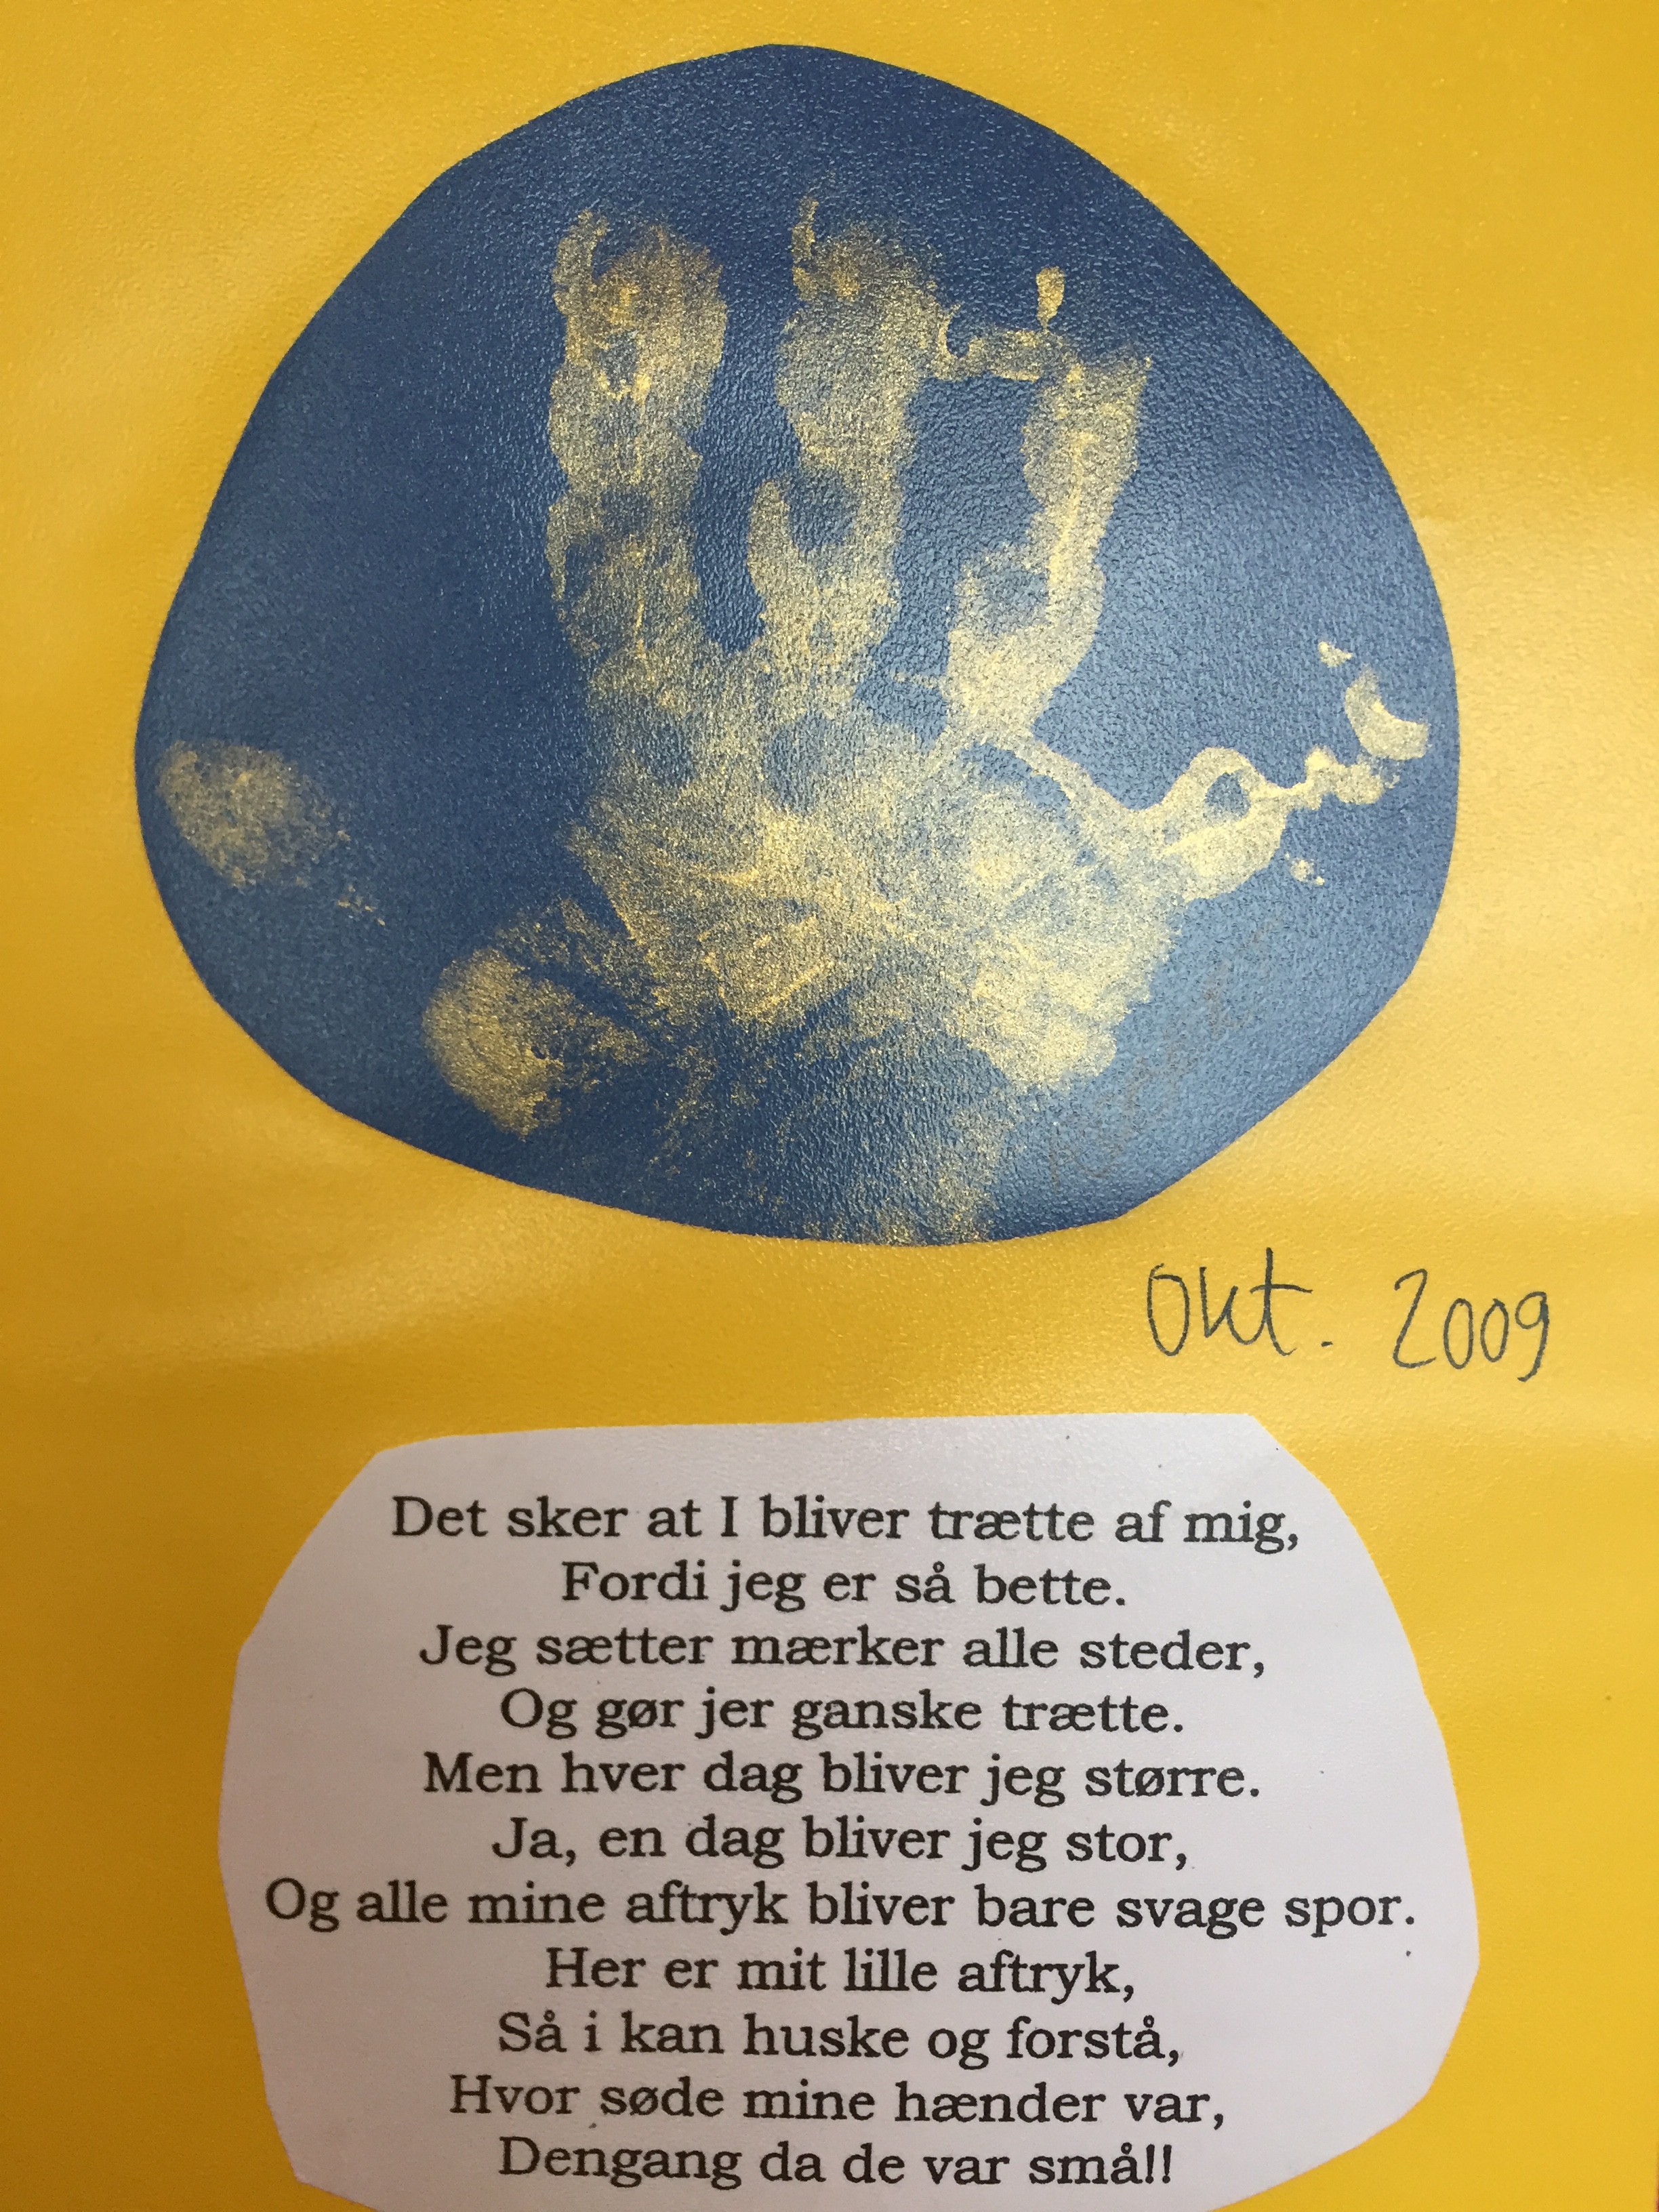 Okt. 2009
Det sker at I bliver trætte af mig,
Fordi jeg er så bette.
Jeg sætter mærker alle steder,
Og gør jer ganske trætte.
Men hver dag bliver jeg større.
Ja, en dag bliver jeg stor,
Og alle mine aftryk bliver bare svage spor.
Her er mit lille aftryk,
Så i kan huske og forstå,
Hvor søde mine hænder var,
Dengang da de var små!!